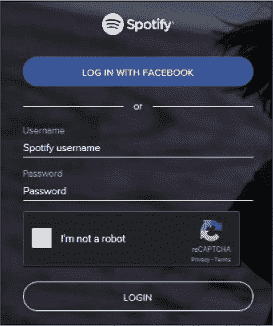 Spotify
LOG IN WITH FACEBOOK
or
Username
Spotify username
Password
Password
I'm not a robot
reCAPTCHA
Privacy - Terms
LOGIN